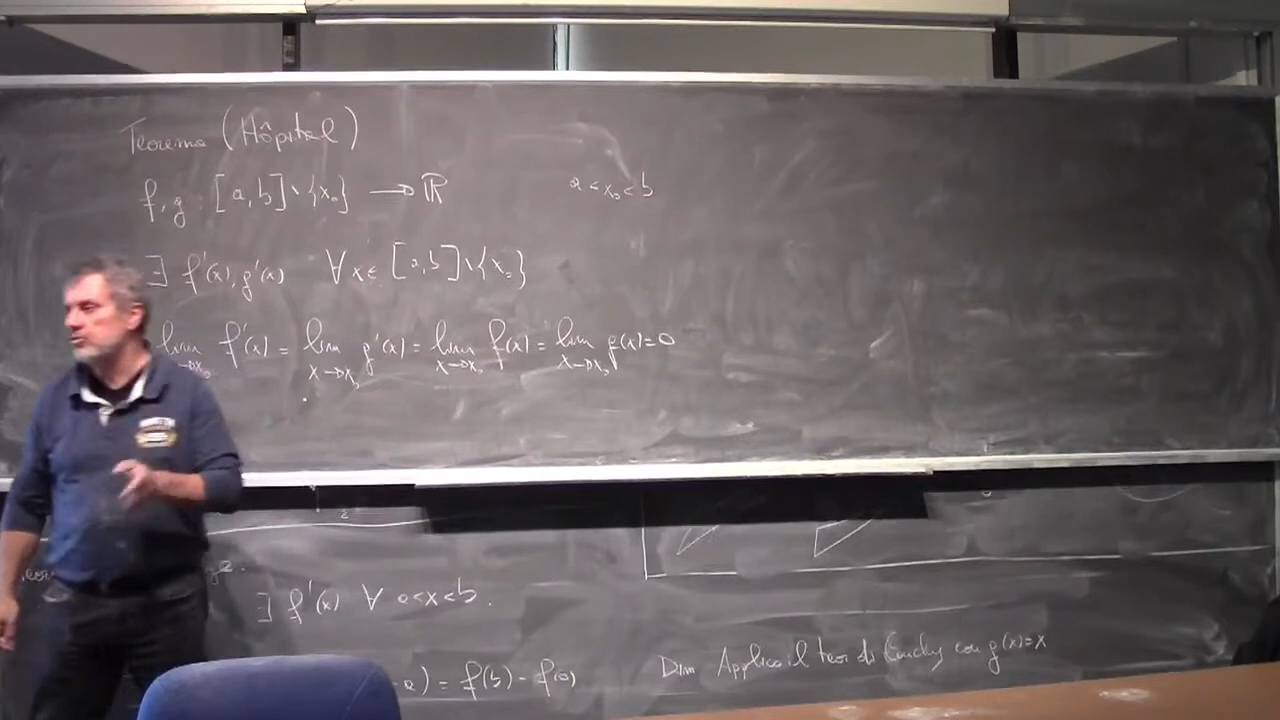 Teorema (Hôpital)
f, g : [a, b] \ {x₀} → ℝ a < x₀ < b
∃ f'(x), g'(x) ∀ x ∈ [a, b] \ {x₀}
lim x→x₀ f'(x) = lim x→x₀ g'(x) = lim x→x₀ f(x) = lim x→x₀ g(x) = 0
∃ f'(x) ∀ a<x<b.
a) = f(b) - f(a)
Dim Applico il teor di Cauchy con g(x)=x